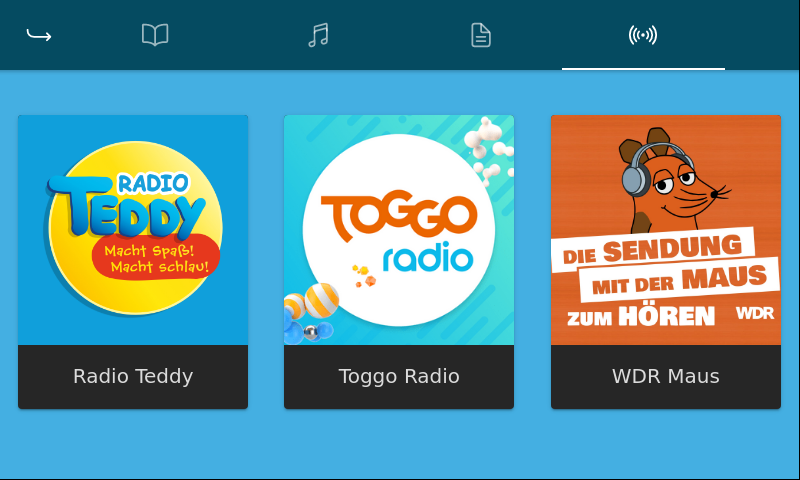 RADIO
TEDDY
Macht Spaß!
Macht schlau!
Radio Teddy
TOGGO
radio
Toggo Radio
DIE SENDUNG
MIT DER MAUS
ZUM HÖREN
WDR
WDR Maus